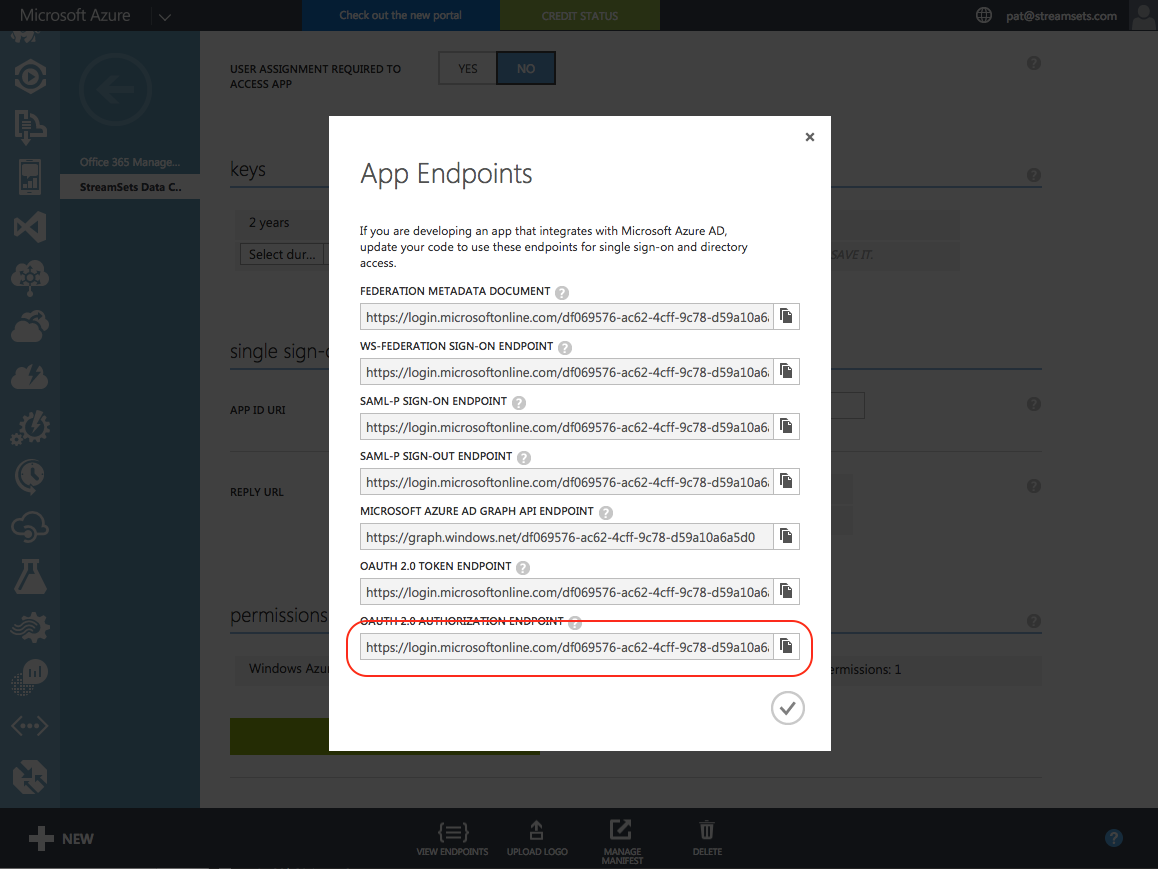 Microsoft Azure
Check out the new portal
CREDIT STATUS
pat@streamsets.com
USER ASSIGNMENT REQUIRED TO
ACCESS APP
YES
NO
?
Office 365 Manage...
StreamSets Data C..
keys
?
2 years
Select dur...
SAVE IT.
App Endpoints
If you are developing an app that integrates with Microsoft Azure AD,
update your code to use these endpoints for single sign-on and directory
access.
FEDERATION METADATA DOCUMENT ?
https://login.microsoftonline.com/df069576-ac62-4cff-9c78-d59a10a6a
WS-FEDERATION SIGN-ON ENDPOINT ?
https://login.microsoftonline.com/df069576-ac62-4cff-9c78-d59a10a6a
SAML-P SIGN-ON ENDPOINT ?
https://login.microsoftonline.com/df069576-ac62-4cff-9c78-d59a10a6a
SAML-P SIGN-OUT ENDPOINT ?
https://login.microsoftonline.com/df069576-ac62-4cff-9c78-d59a10a6a
MICROSOFT AZURE AD GRAPH API ENDPOINT ?
https://graph.windows.net/df069576-ac62-4cff-9c78-d59a10a6a5d0
OAUTH 2.0 TOKEN ENDPOINT ?
https://login.microsoftonline.com/df069576-ac62-4cff-9c78-d59a10a6a
OAUTH 2.0 AUTHORIZATION ENDPOINT ?
https://login.microsoftonline.com/df069576-ac62-4cff-9c78-d59a10a6a
single sign-o
APP ID URI
?
REPLY URL
?
permissions
?
Windows Azu
ermissions: 1
NEW
VIEW ENDPOINTS
UPLOAD LOGO
MANAGE
MANIFEST
DELETE
?